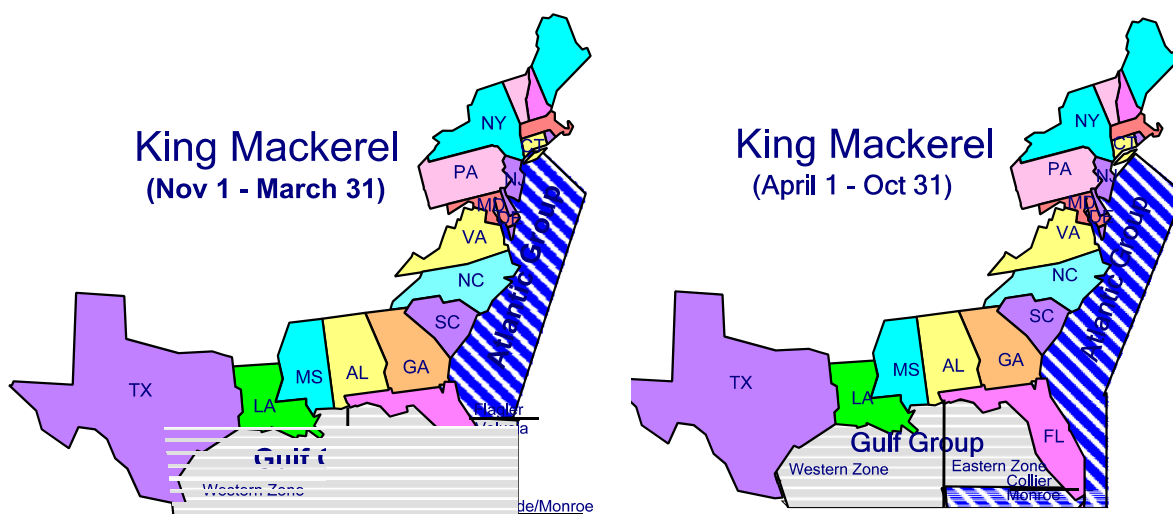 King Mackerel
(Nov 1 - March 31)
NY
CT
PA
NJ
MD
DE
VA
NC
SC
Atlantic Group
TX
LA
MS
AL
GA
Flagler
Volusia
Gulf
Western Zone
de/Monroe
King Mackerel
(April 1 - Oct 31)
NY
CT
PA
NJ
MD
DE
VA
NC
SC
Atlantic Group
TX
LA
MS
AL
GA
FL
Gulf Group
Western Zone
Eastern Zone
Collier
Monroe